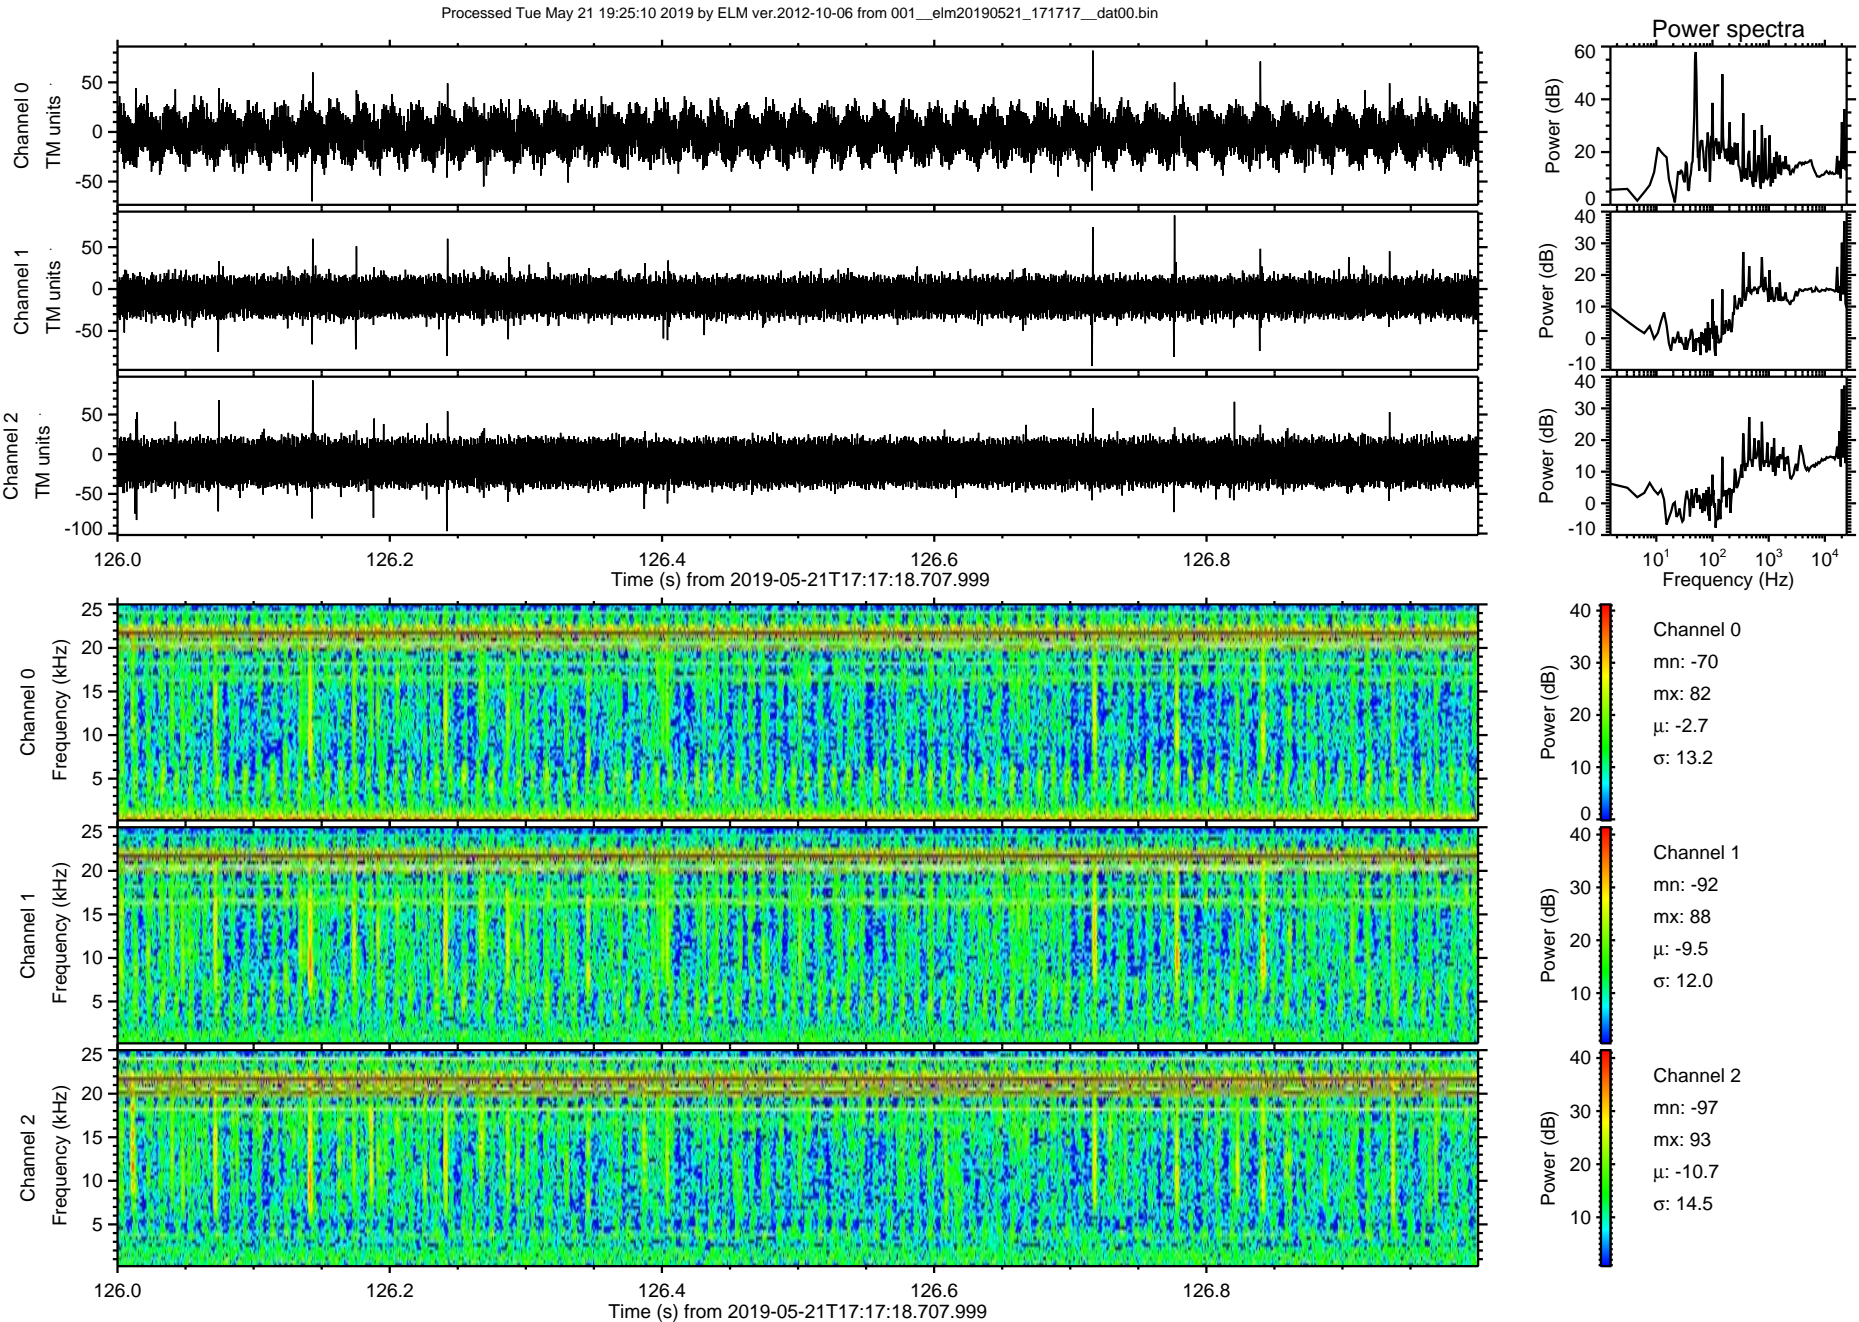 Processed Tue May 21 19:25:10 2019 by ELM ver.2012-10-06 from 001__elm20190521_171717__dat00.bin
Power spectra
Channel 0
TM units
50
0
-50
Power (dB)
60
40
20
0
Channel 1
TM units
50
0
-50
Power (dB)
40
30
20
10
0
-10
Channel 2
TM units
50
0
-50
-100
Power (dB)
40
30
20
10
0
-10
126.0 126.2 126.4 126.6 126.8
Time (s) from 2019-05-21T17:17:18.707.999
10¹ 10² 10³ 10⁴
Frequency (Hz)
Channel 0
Frequency (kHz)
25
20
15
10
5
Power (dB)
40
30
20
10
0
Channel 0
mn: -70
mx: 82
μ: -2.7
σ: 13.2
Channel 1
Frequency (kHz)
25
20
15
10
5
Power (dB)
40
30
20
10
Channel 1
mn: -92
mx: 88
μ: -9.5
σ: 12.0
Channel 2
Frequency (kHz)
25
20
15
10
5
Power (dB)
40
30
20
10
Channel 2
mn: -97
mx: 93
μ: -10.7
σ: 14.5
126.0 126.2 126.4 126.6 126.8
Time (s) from 2019-05-21T17:17:18.707.999